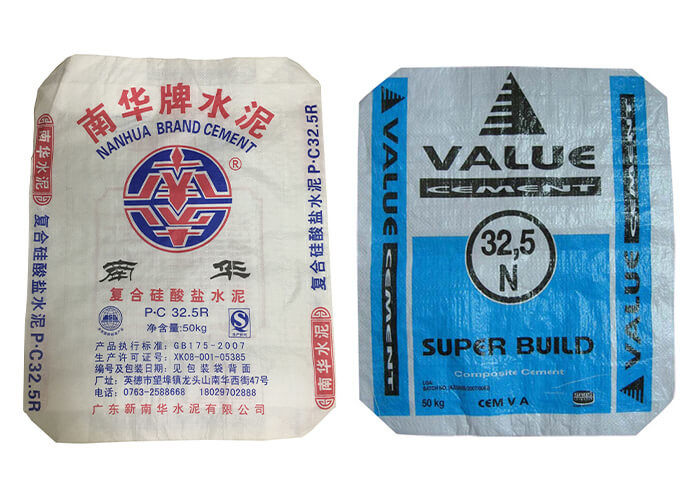 南华牌水泥
NANHUA BRAND CEMENT
®
南华水泥
复合硅酸盐水泥 P·C32.5R
复合硅酸盐水泥 P·C32.5R
南华水泥
南 华
复合硅酸盐水泥
P·C 32.5R
净含量:50kg
产品执行标准: GB175-2007
生产许可证号: XK08-001-05385
编号及包装日期: 见包装袋背面
厂址: 英德市望埠镇龙头山南华西街47号
电话: 0763-2588668 18029702888
广东新南华水泥有限公司
VALUE
CEMENT
VALUE CEMENT
VALUE CEMENT
32,5
N
SUPER BUILD
Composite Cement
50 kg CEM V A